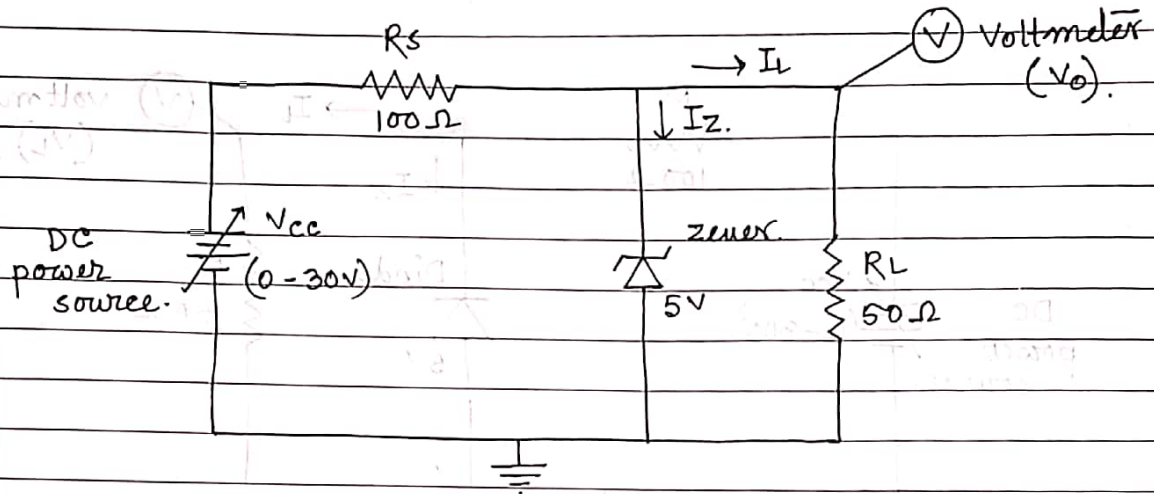 Rs
100Ω
→ IL
V Voltmeter
(Vo).
↓ Iz.
DC
power
source.
Vcc
(0-30V)
zener.
5V
RL
50Ω